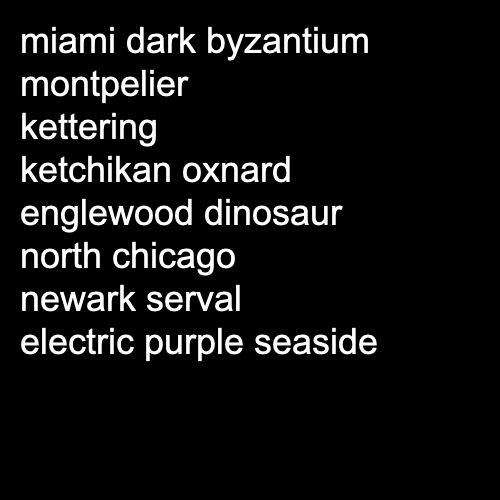 miami dark byzantium
montpelier
kettering
ketchikan oxnard
englewood dinosaur
north chicago
newark serval
electric purple seaside